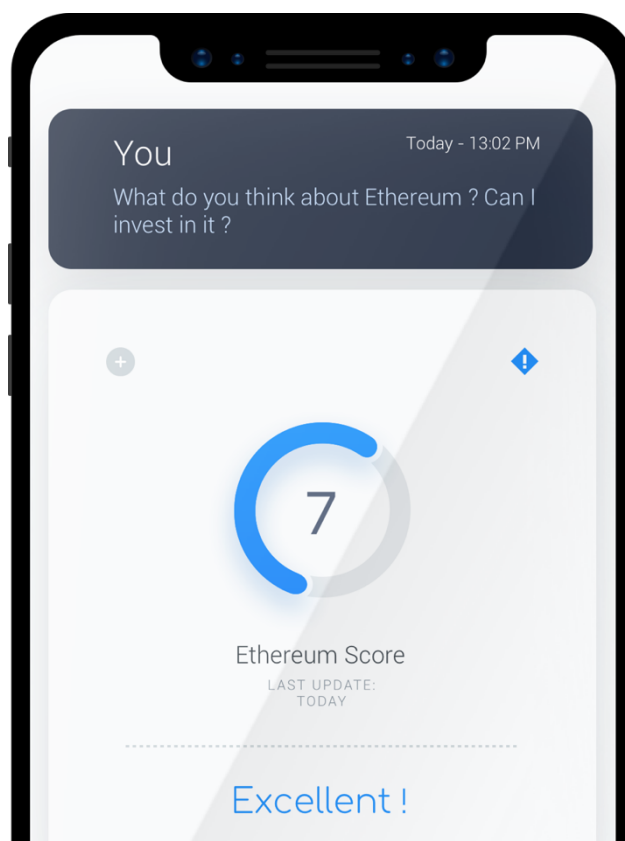 You
Today - 13:02 PM
What do you think about Ethereum ? Can I
invest in it ?
7
Ethereum Score
LAST UPDATE:
TODAY
Excellent !